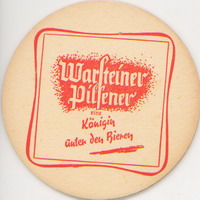 Warsteiner
Pilsener
eine
Königin
unter den Bieren